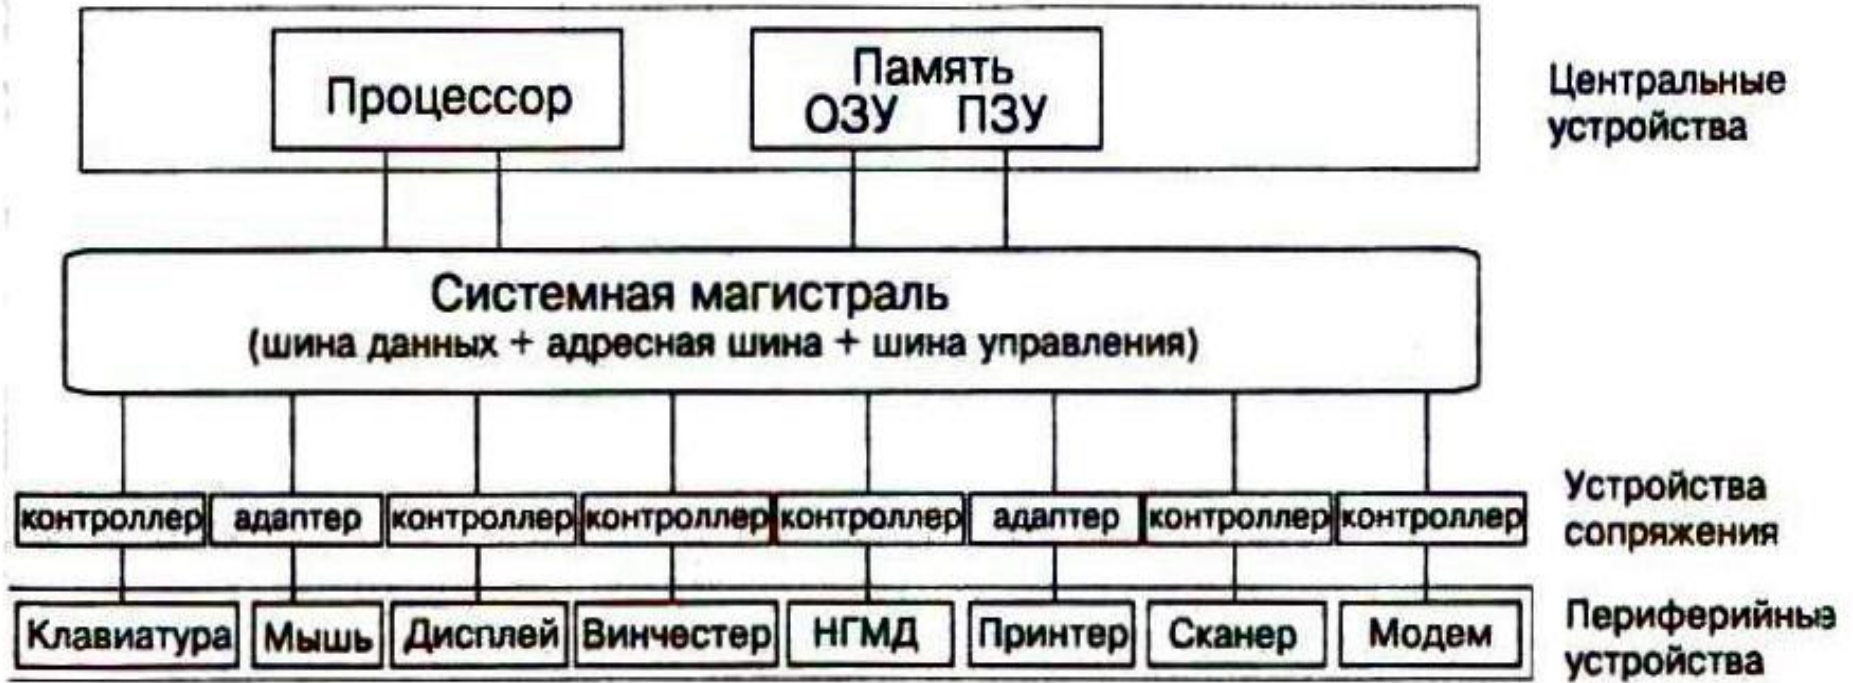 Процессор
Память
ОЗУ ПЗУ
Центральные
устройства
Системная магистраль
(шина данных + адресная шина + шина управления)
контроллер адаптер контроллер контроллер контроллер адаптер контроллер контроллер
Устройства
сопряжения
Клавиатура Мышь Дисплей Винчестер НГМД Принтер Сканер Модем
Периферийные
устройства